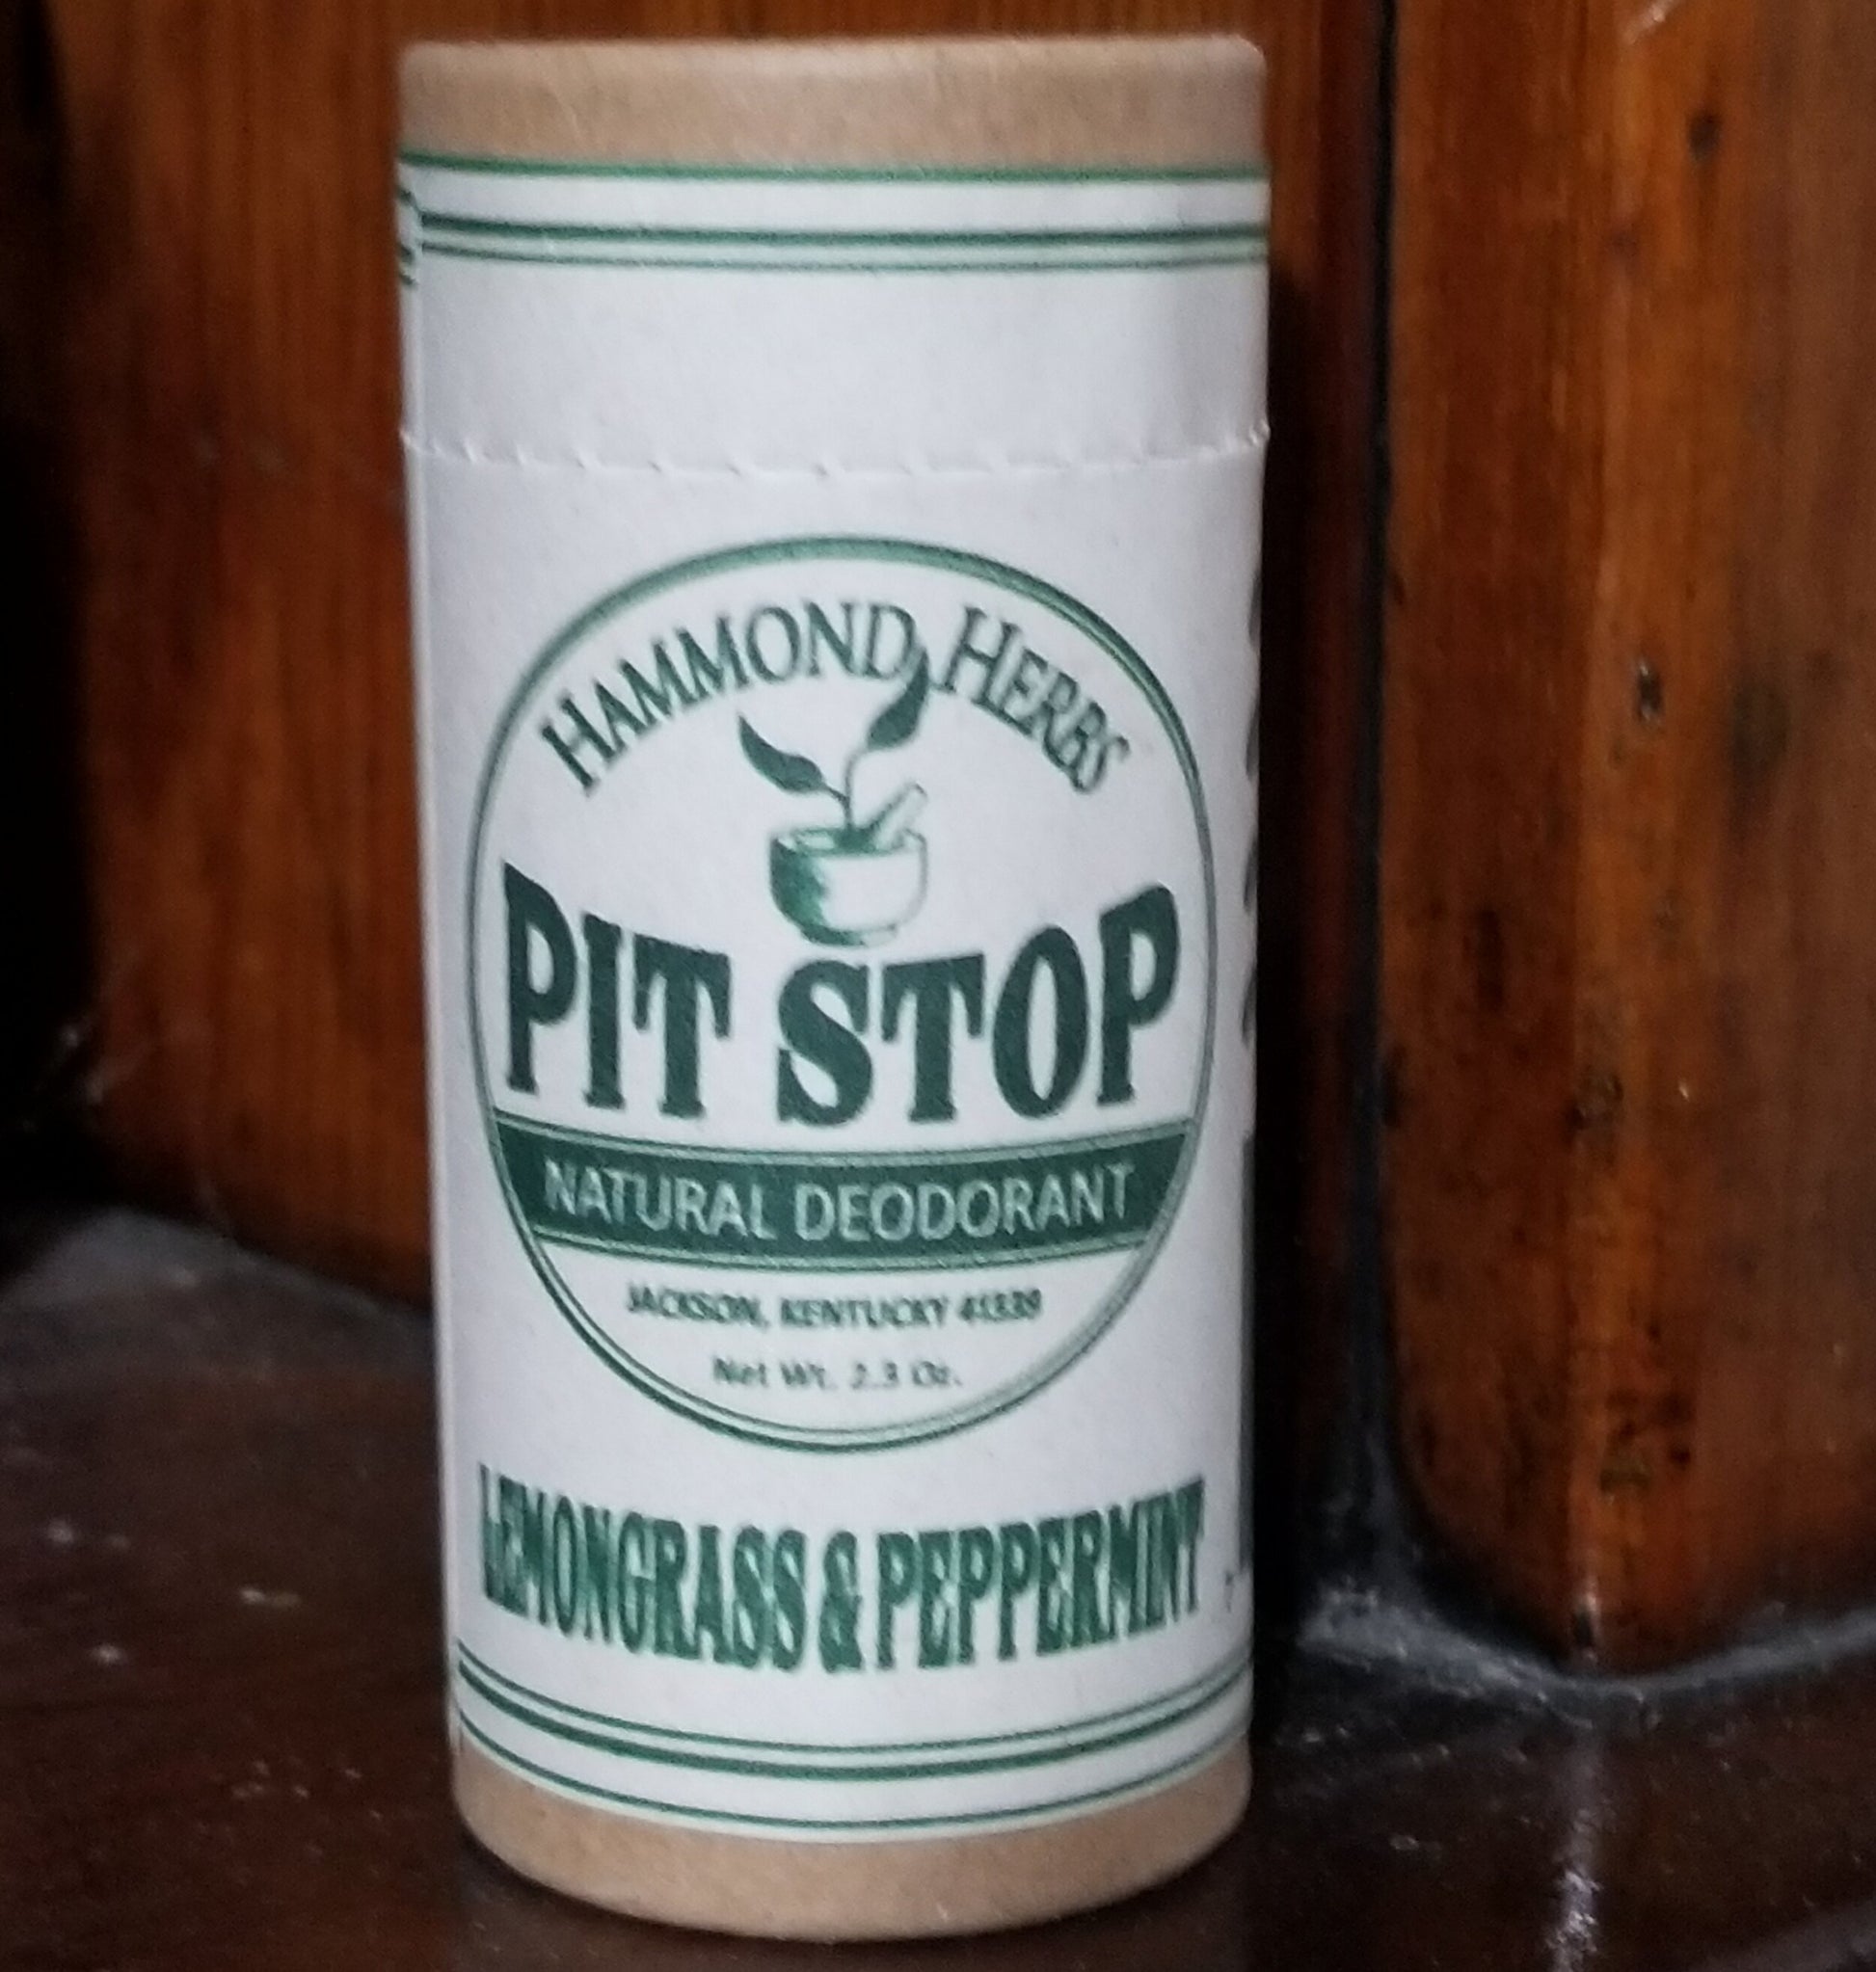 HAMMOND HERBS
PIT STOP
NATURAL DEODORANT
JACKSON, KENTUCKY 41339
Net Wt. 2.3 Oz.
LEMONGRASS & PEPPERMINT